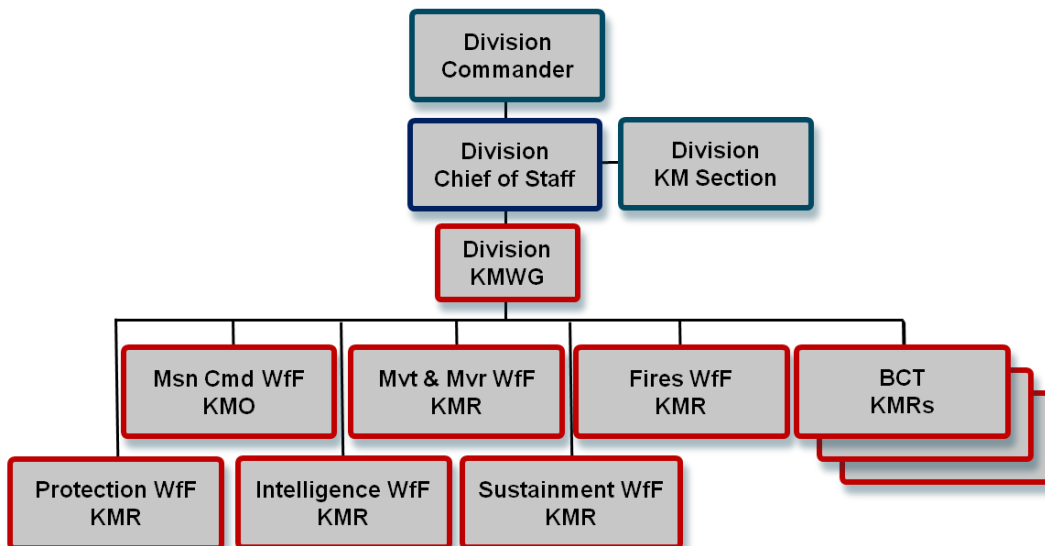 Division
Commander
Division
Chief of Staff
Division
KM Section
Division
KMWG
Msn Cmd WfF
KMO
Mvt & Mvr WfF
KMR
Fires WfF
KMR
BCT
KMRs
Protection WfF
KMR
Intelligence WfF
KMR
Sustainment WfF
KMR